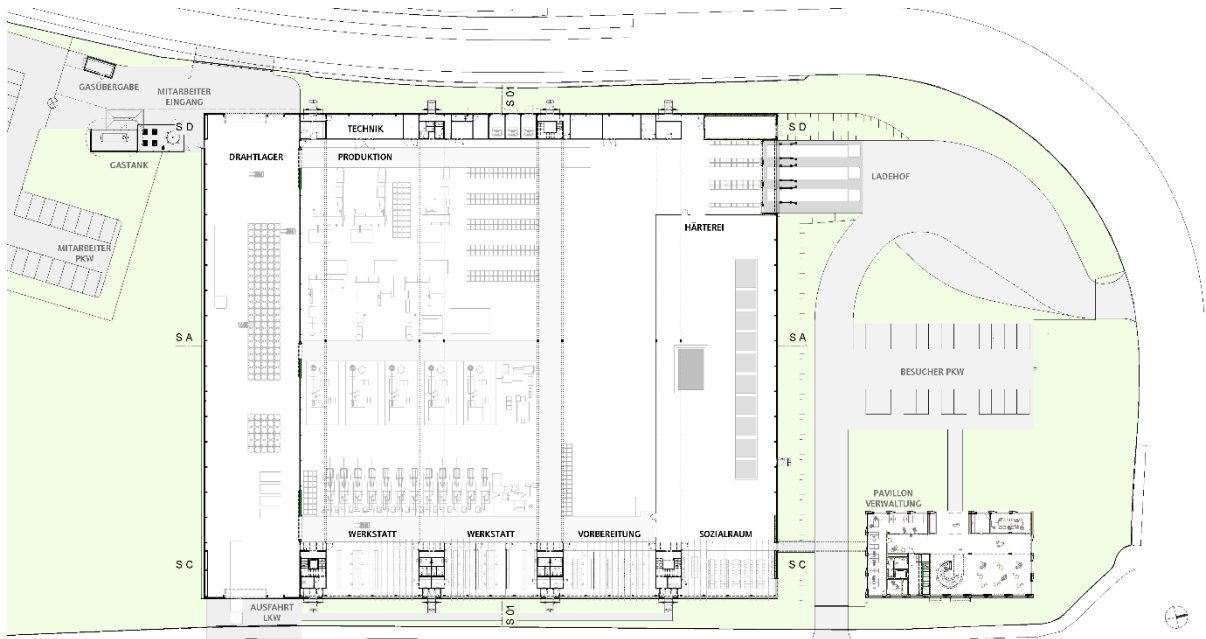 GASÜBERGABE
MITARBEITER
EINGANG
S 01
S D
TECHNIK
S D
GASTANK
DRAHTLAGER
PRODUKTION
LADEHOF
HÄRTEREI
MITARBEITER
PKW
S A
S A
BESUCHER PKW
PAVILLON
VERWALTUNG
WERKSTATT
WERKSTATT
VORBEREITUNG
SOZIALRAUM
S C
S C
AUSFAHRT
LKW
S 01